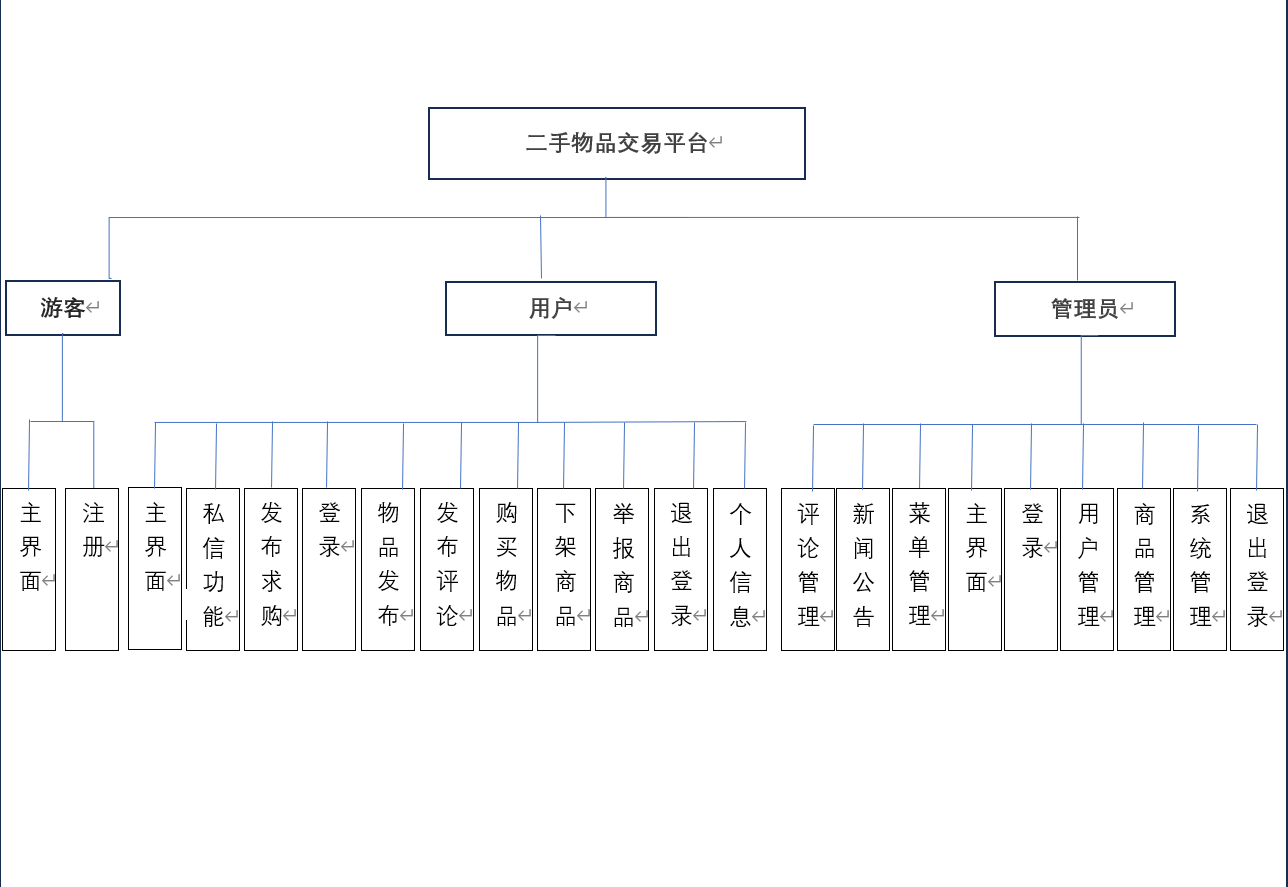 二手物品交易平台
游客
用户
管理员
主界面
注册
主界面
私信功能
发布求购
登录
物品发布
发布评论
购买物品
下架商品
举报商品
退出登录
个人信息
评论管理
新闻公告
菜单管理
主界面
登录
用户管理
商品管理
系统管理
退出登录